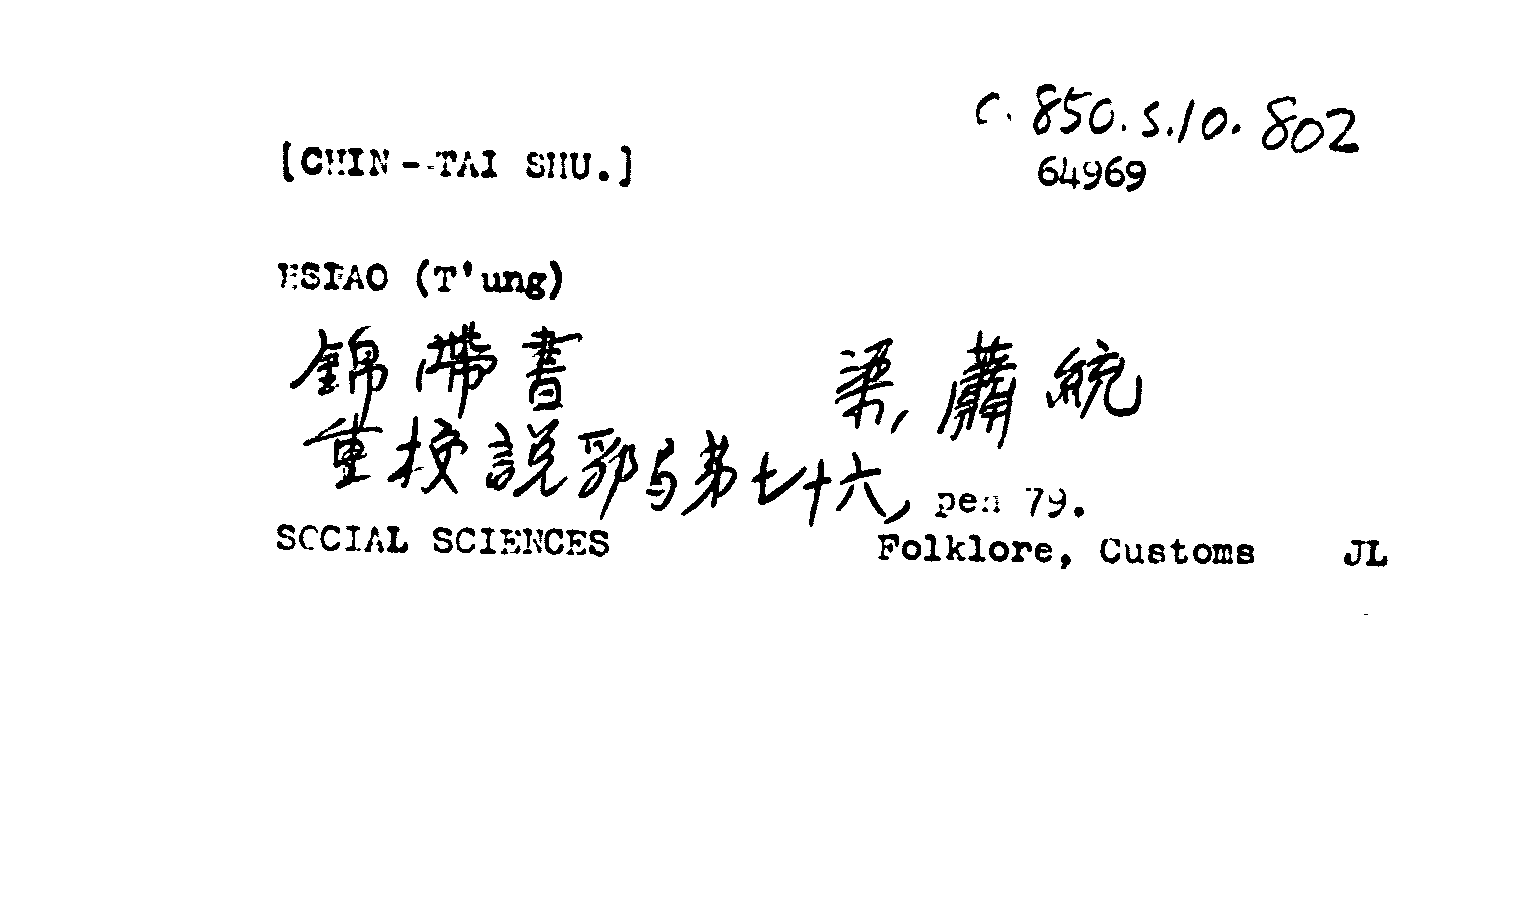 C. 850.S.10. 802
[CHIN--TAI SHU.]
64969
HSIAO (T'ung)
錦帶書 梁 蕭統
重校説郛弓第七十六, pen 79.
SOCIAL SCIENCES Folklore, Customs JL